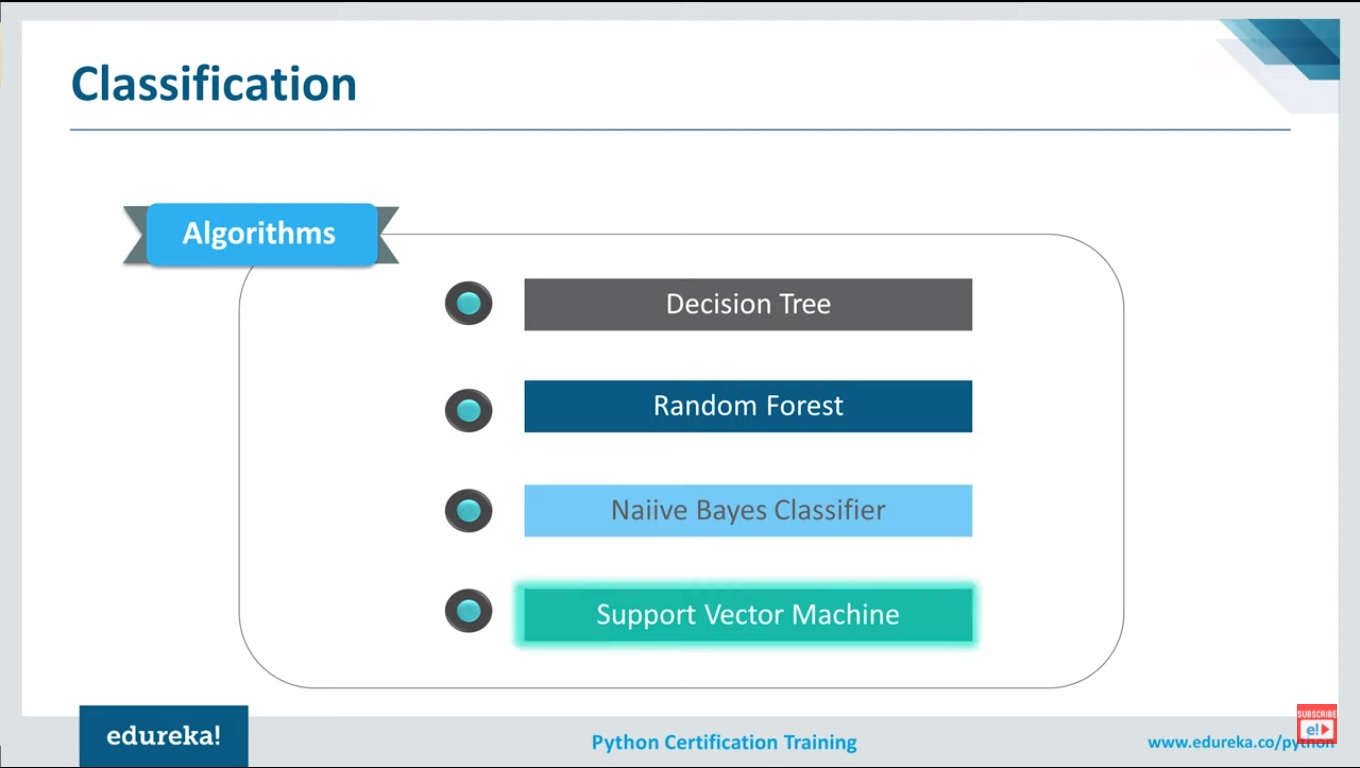 Classification
Algorithms
Decision Tree
Random Forest
Naiive Bayes Classifier
Support Vector Machine
edureka!
Python Certification Training
www.edureka.co/python
SUBSCRIBE
e!